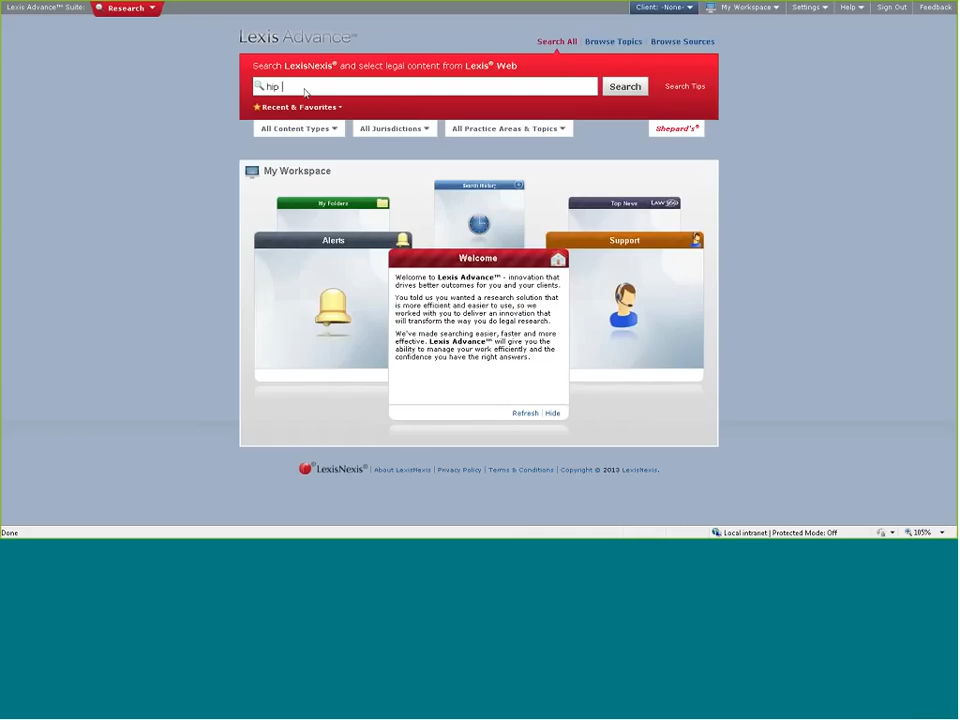 Lexis Advance™ Suite: Research Client: -None- My Workspace Settings Help Sign Out Feedback
Lexis Advance™
Search All Browse Topics Browse Sources
Search LexisNexis® and select legal content from Lexis® Web
hip Search Search Tips
Recent & Favorites
All Content Types All Jurisdictions All Practice Areas & Topics Shepard's®
My Workspace
Search History
My Folders Top News LAW360
Alerts Support
Welcome
Welcome to Lexis Advance™ - innovation that
drives better outcomes for you and your clients.
You told us you wanted a research solution that
is more efficient and easier to use, so we
worked with you to deliver an innovation that
will transform the way you do legal research.
We've made searching easier, faster and more
effective. Lexis Advance™ will give you the
ability to manage your work efficiently and the
confidence you have the right answers.
Refresh | Hide
LexisNexis® | About LexisNexis | Privacy Policy | Terms & Conditions | Copyright © 2013 LexisNexis.
Done Local intranet | Protected Mode: Off 105%